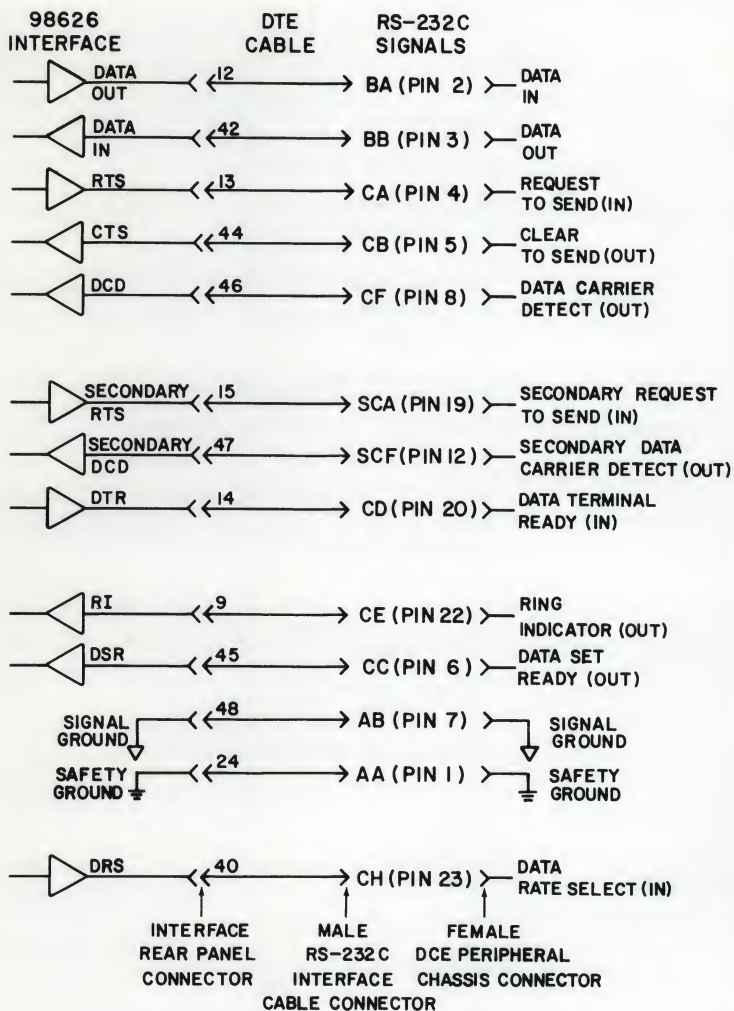 98626 INTERFACE
DTE CABLE
RS-232C SIGNALS
DATA OUT 12 BA (PIN 2) DATA IN
DATA IN 42 BB (PIN 3) DATA OUT
RTS 13 CA (PIN 4) REQUEST TO SEND (IN)
CTS 44 CB (PIN 5) CLEAR TO SEND (OUT)
DCD 46 CF (PIN 8) DATA CARRIER DETECT (OUT)
SECONDARY RTS 15 SCA (PIN 19) SECONDARY REQUEST TO SEND (IN)
SECONDARY DCD 47 SCF (PIN 12) SECONDARY DATA CARRIER DETECT (OUT)
DTR 14 CD (PIN 20) DATA TERMINAL READY (IN)
RI 9 CE (PIN 22) RING INDICATOR (OUT)
DSR 45 CC (PIN 6) DATA SET READY (OUT)
SIGNAL GROUND 48 AB (PIN 7) SIGNAL GROUND
SAFETY GROUND 24 AA (PIN 1) SAFETY GROUND
DRS 40 CH (PIN 23) DATA RATE SELECT (IN)
INTERFACE REAR PANEL CONNECTOR
MALE RS-232C INTERFACE CABLE CONNECTOR
FEMALE DCE PERIPHERAL CHASSIS CONNECTOR